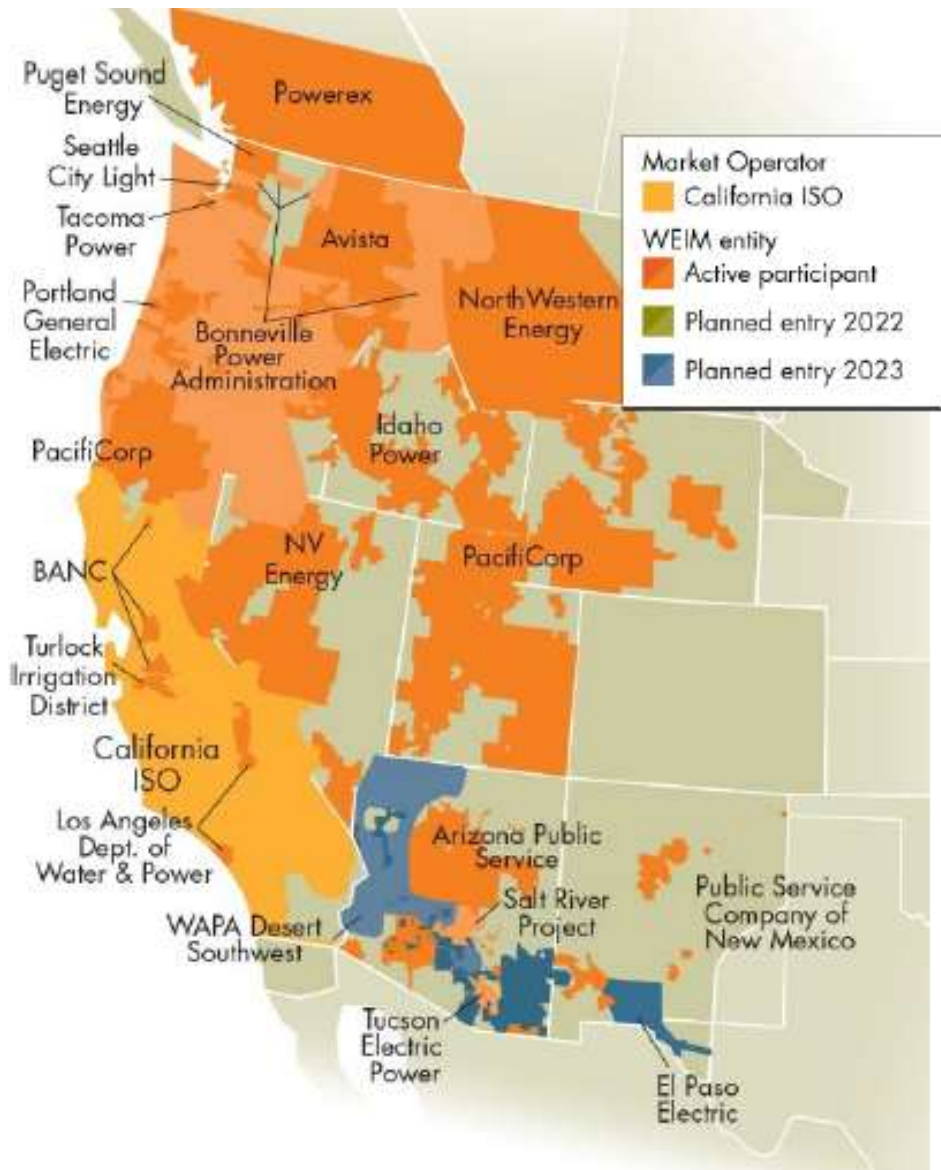 Powerex
Puget Sound
Energy
Seattle
City Light
Tacoma
Power
Avista
Portland
General
Electric
Bonneville
Power
Administration
NorthWestern
Energy
Market Operator
California ISO
WEIM entity
Active participant
Planned entry 2022
Planned entry 2023
PacifiCorp
Idaho
Power
BANC
NV
Energy
PacifiCorp
Turlock
Irrigation
District
California
ISO
Los Angeles
Dept. of
Water & Power
Arizona Public
Service
Salt River
Project
Public Service
Company of
New Mexico
WAPA Desert
Southwest
Tucson
Electric
Power
El Paso
Electric